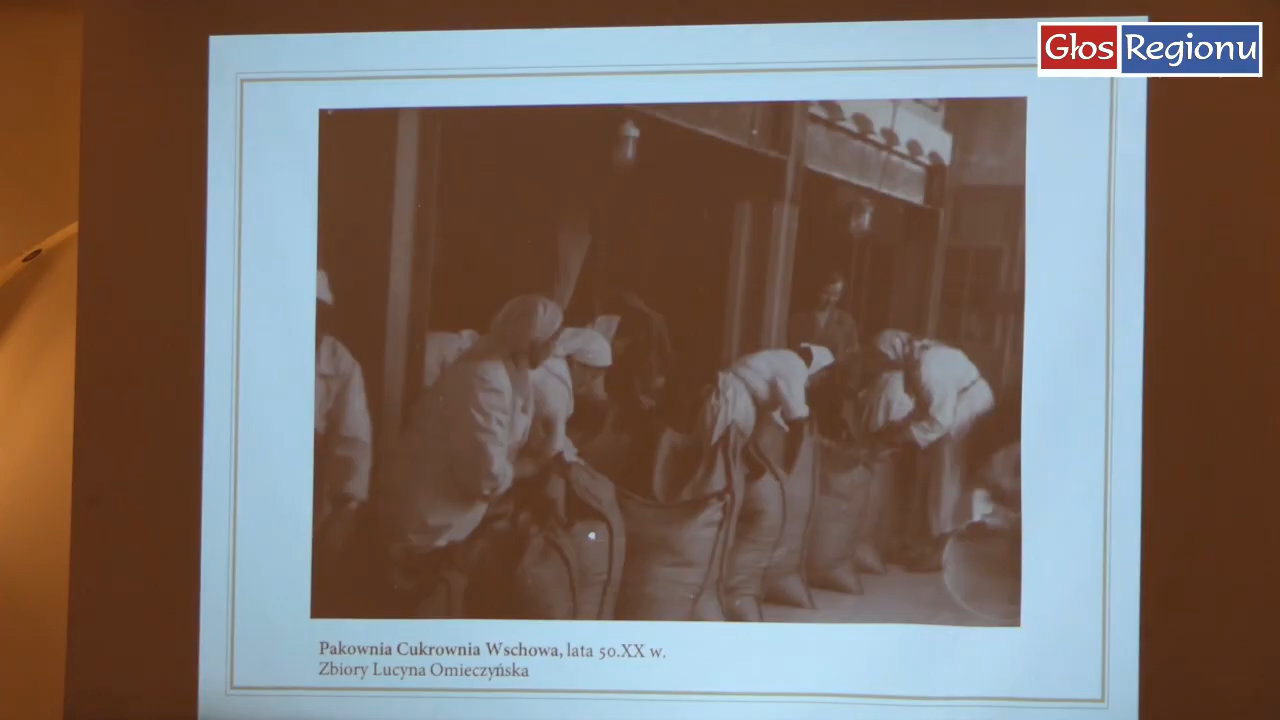 Głos Regionu
Pakownia Cukrownia Wschowa, lata 50.XX w.
Zbiory Lucyna Omieczyńska